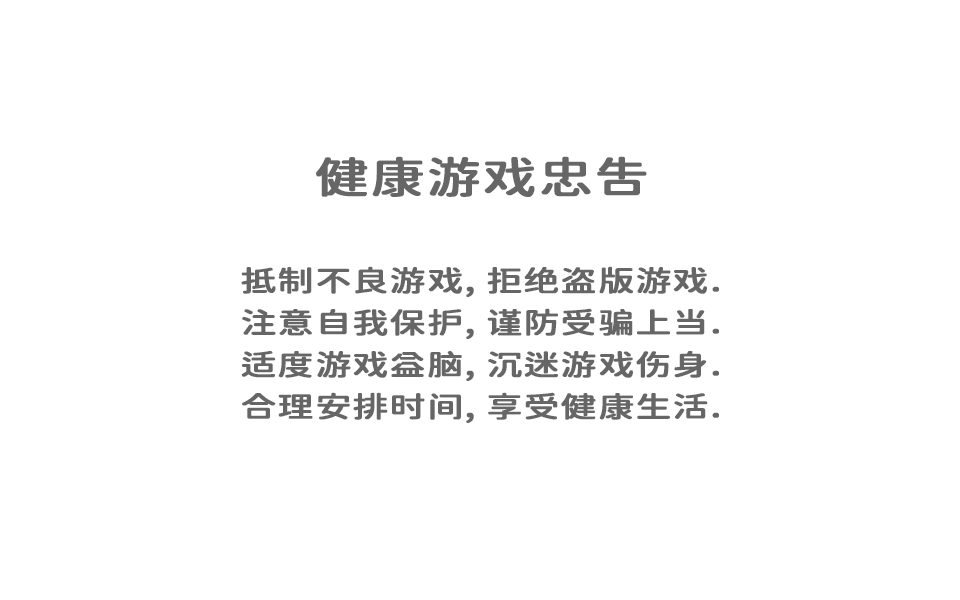 健康游戏忠告
抵制不良游戏, 拒绝盗版游戏.
注意自我保护, 谨防受骗上当.
适度游戏益脑, 沉迷游戏伤身.
合理安排时间, 享受健康生活.